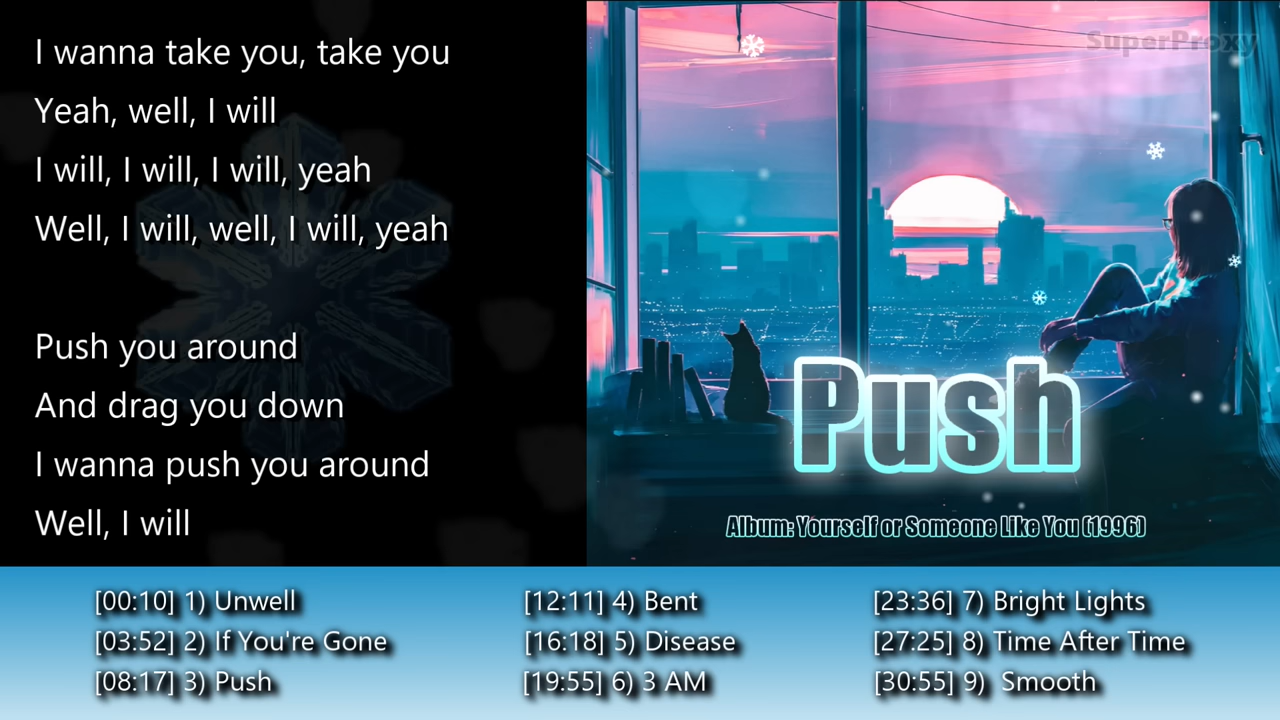 I wanna take you, take you
Yeah, well, I will
I will, I will, I will, yeah
Well, I will, well, I will, yeah
Push you around
And drag you down
I wanna push you around
Well, I will
SuperProxy
Push
Album: Yourself or Someone Like You (1996)
[00:10] 1) Unwell
[03:52] 2) If You're Gone
[08:17] 3) Push
[12:11] 4) Bent
[16:18] 5) Disease
[19:55] 6) 3 AM
[23:36] 7) Bright Lights
[27:25] 8) Time After Time
[30:55] 9)  Smooth